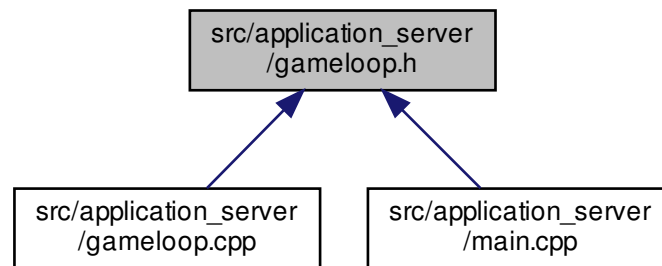 src/application_server
/gameloop.h
src/application_server
/gameloop.cpp
src/application_server
/main.cpp